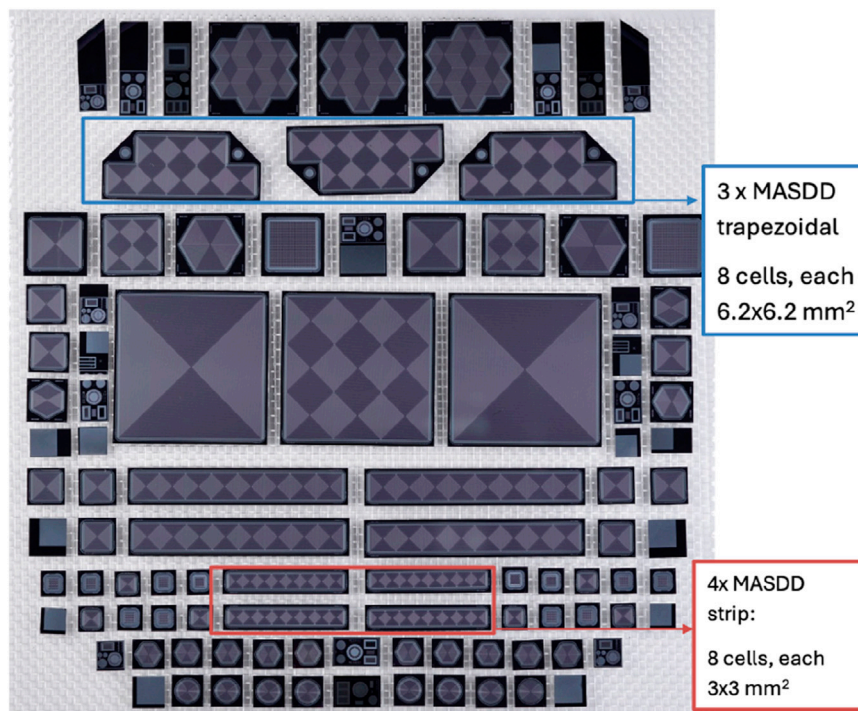 3 x MASDD
trapezoidal
8 cells, each
6.2x6.2 mm²
4x MASDD
strip:
8 cells, each
3x3 mm²